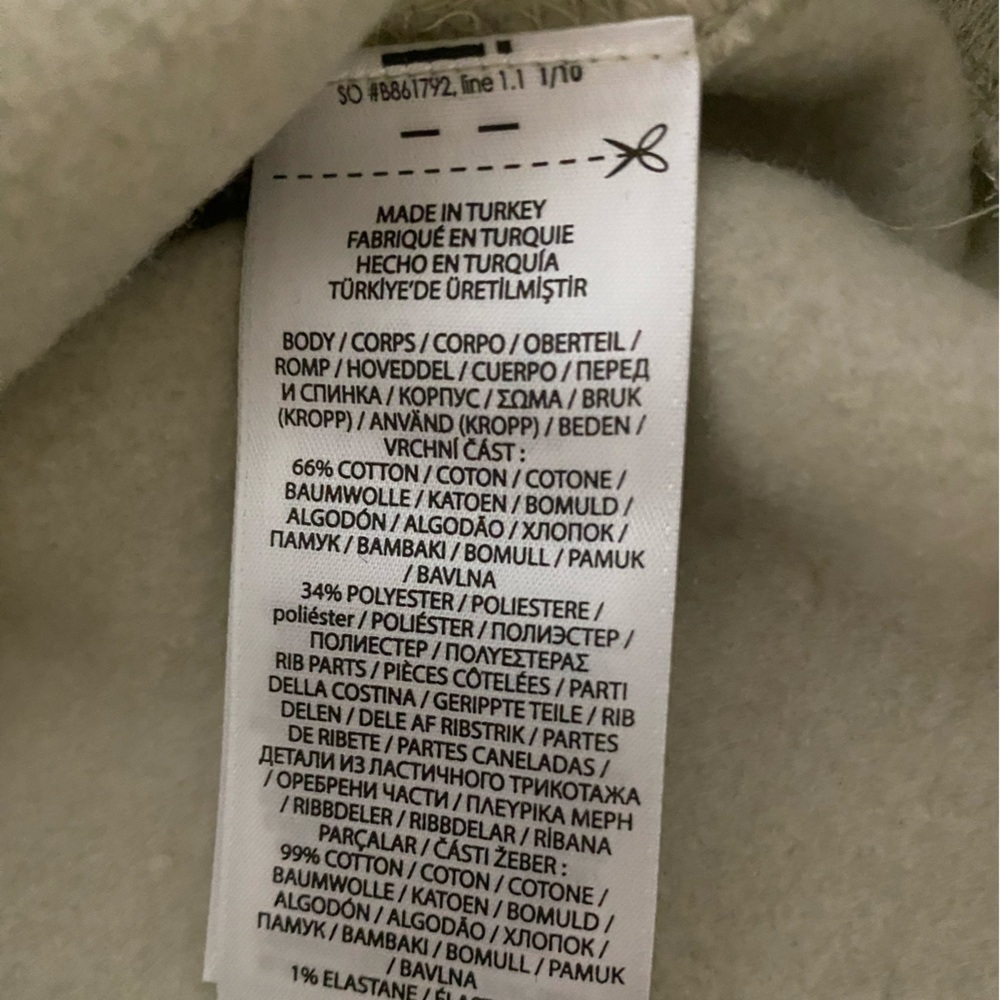 SO #B861792, line 1.1 1/10
MADE IN TURKEY
FABRIQUÉ EN TURQUIE
HECHO EN TURQUÍA
TÜRKİYE'DE ÜRETİLMİŞTİR
BODY / CORPS / CORPO / OBERTEIL /
ROMP / HOVEDDEL / CUERPO / ПЕРЕД
И СПИНКА / КОРПУС / ΣΩΜΑ / BRUK
(KROPP) / ANVÄND (KROPP) / BEDEN /
VRCHNÍ ČÁST :
66% COTTON / COTON / COTONE /
BAUMWOLLE / KATOEN / BOMULD /
ALGODÓN / ALGODÃO / ХЛОПОК /
ПАМУК / BAMBAKI / BOMULL / PAMUK
/ BAVLNA
34% POLYESTER / POLIESTERE /
poliéster / POLIÉSTER / ПОЛИЭСТЕР /
ПОЛИЕСТЕР / ΠΟΛΥΕΣΤΕΡΑΣ
RIB PARTS / PIÈCES CÔTELÉES / PARTI
DELLA COSTINA / GERIPPTE TEILE / RIB
DELEN / DELE AF RIBSTRIK / PARTES
DE RIBETE / PARTES CANELADAS /
ДЕТАЛИ ИЗ ЛАСТИЧНОГО ТРИКОТАЖА
/ ОРЕБРЕНИ ЧАСТИ / ΠΛΕΥΡΙΚΑ ΜΕΡΗ
/ RIBBDELER / RIBBDELAR / RİBANA
PARÇALAR / ČÁSTI ŽEBER :
99% COTTON / COTON / COTONE /
BAUMWOLLE / KATOEN / BOMULD /
ALGODÓN / ALGODÃO / ХЛОПОК /
ПАМУК / BAMBAKI / BOMULL / PAMUK
/ BAVLNA
1% ELASTANE /